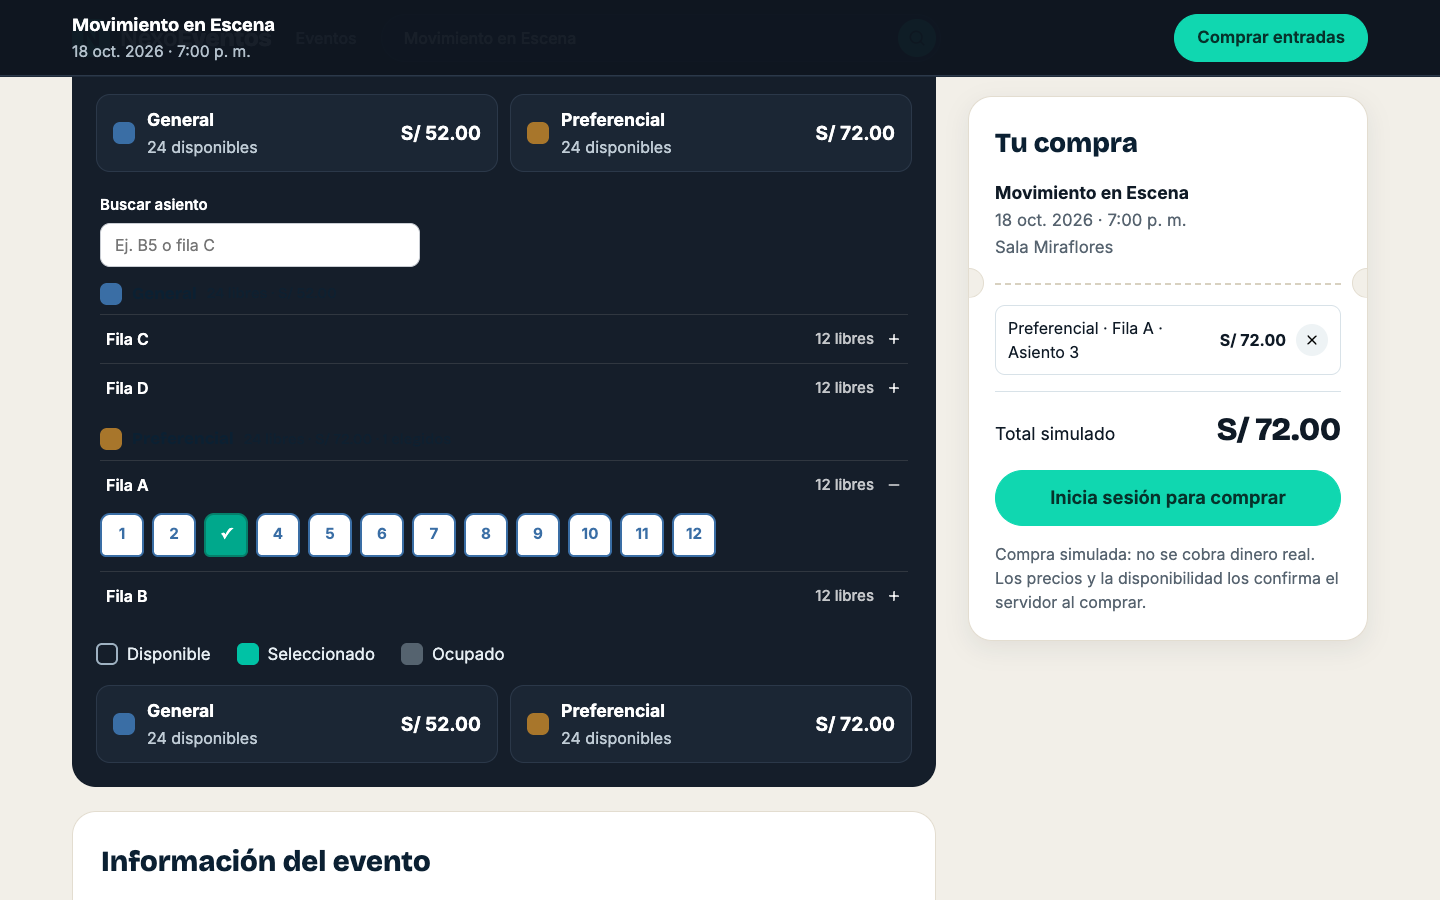 Movimiento en Escena
18 oct. 2026 · 7:00 p. m.
Eventos
Movimiento en Escena
Comprar entradas
General
24 disponibles
S/ 52.00
Preferencial
24 disponibles
S/ 72.00
Buscar asiento
Ej. B5 o fila C
Fila C
12 libres +
Fila D
12 libres +
Fila A
12 libres −
1 2 ✓ 4 5 6 7 8 9 10 11 12
Fila B
12 libres +
Disponible Seleccionado Ocupado
General
24 disponibles
S/ 52.00
Preferencial
24 disponibles
S/ 72.00
Información del evento
Tu compra
Movimiento en Escena
18 oct. 2026 · 7:00 p. m.
Sala Miraflores
Preferencial · Fila A ·
Asiento 3
S/ 72.00 ✕
Total simulado
S/ 72.00
Inicia sesión para comprar
Compra simulada: no se cobra dinero real.
Los precios y la disponibilidad los confirma el
servidor al comprar.